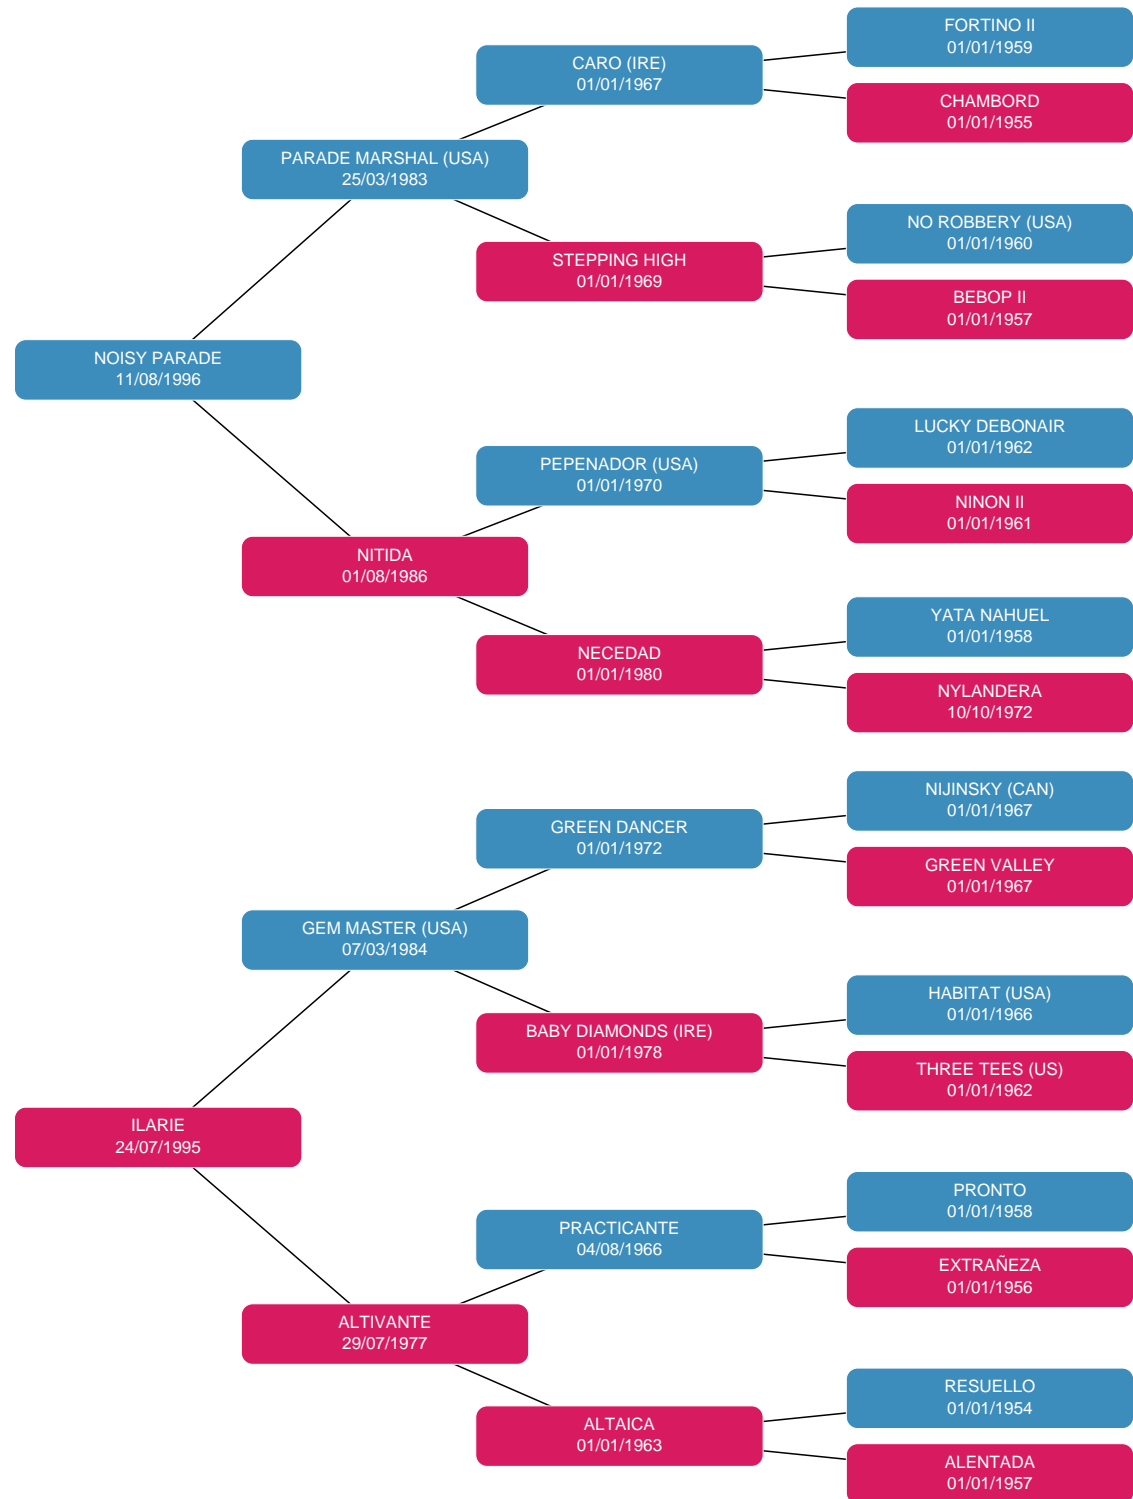 FORTINO II
01/01/1959
CARO (IRE)
01/01/1967
CHAMBORD
01/01/1955
PARADE MARSHAL (USA)
25/03/1983
NO ROBBERY (USA)
01/01/1960
STEPPING HIGH
01/01/1969
BEBOP II
01/01/1957
NOISY PARADE
11/08/1996
LUCKY DEBONAIR
01/01/1962
PEPENADOR (USA)
01/01/1970
NINON II
01/01/1961
NITIDA
01/08/1986
YATA NAHUEL
01/01/1958
NECEDAD
01/01/1980
NYLANDERA
10/10/1972
NIJINSKY (CAN)
01/01/1967
GREEN DANCER
01/01/1972
GREEN VALLEY
01/01/1967
GEM MASTER (USA)
07/03/1984
HABITAT (USA)
01/01/1966
BABY DIAMONDS (IRE)
01/01/1978
THREE TEES (US)
01/01/1962
ILARIE
24/07/1995
PRONTO
01/01/1958
PRACTICANTE
04/08/1966
EXTRAÑEZA
01/01/1956
ALTIVANTE
29/07/1977
RESUELLO
01/01/1954
ALTAICA
01/01/1963
ALENTADA
01/01/1957